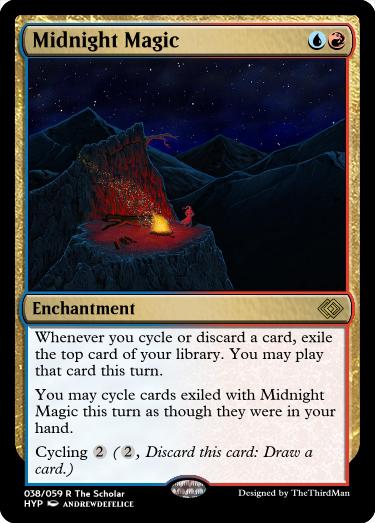 Midnight Magic
Enchantment
Whenever you cycle or discard a card, exile
the top card of your library. You may play
that card this turn.
You may cycle cards exiled with Midnight
Magic this turn as though they were in your
hand.
Cycling 2 (2, Discard this card: Draw a
card.)
038/059 R The Scholar
HYP ANDREWDEFELICE
Designed by TheThirdMan